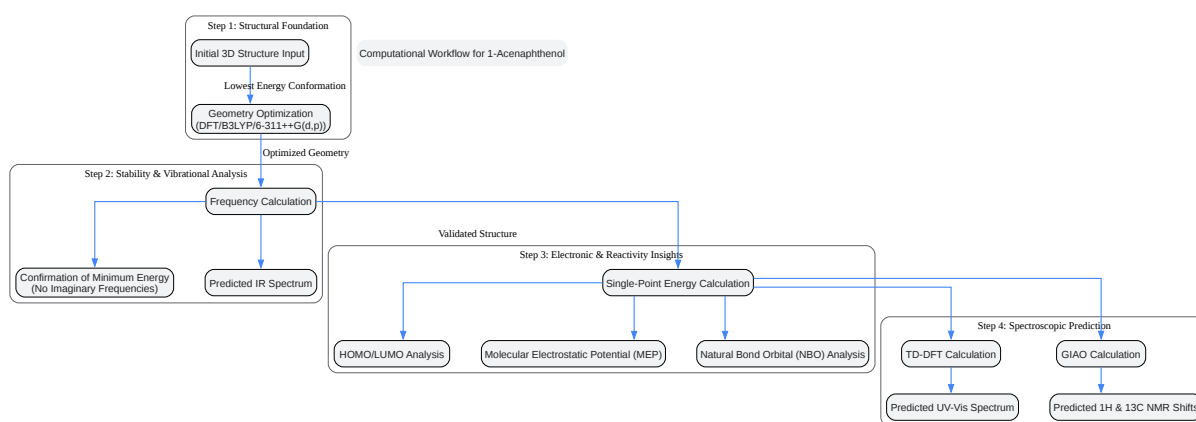 Step 1: Structural Foundation
Initial 3D Structure Input
Computational Workflow for 1-Acenaphthenol
Lowest Energy Conformation
Geometry Optimization
(DFT/B3LYP/6-311++G(d,p))
Optimized Geometry
Step 2: Stability & Vibrational Analysis
Frequency Calculation
Confirmation of Minimum Energy
(No Imaginary Frequencies)
Predicted IR Spectrum
Validated Structure
Step 3: Electronic & Reactivity Insights
Single-Point Energy Calculation
HOMO/LUMO Analysis
Molecular Electrostatic Potential (MEP)
Natural Bond Orbital (NBO) Analysis
Step 4: Spectroscopic Prediction
TD-DFT Calculation
GIAO Calculation
Predicted UV-Vis Spectrum
Predicted 1H & 13C NMR Shifts